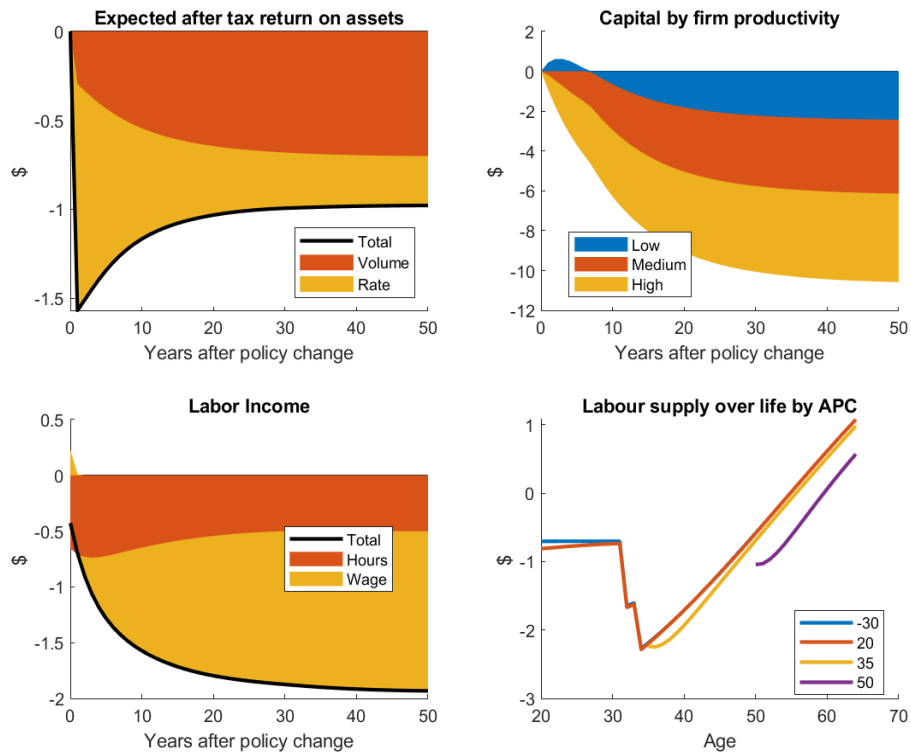 Expected after tax return on assets
0
-0.5
-1
-1.5
$
0 10 20 30 40 50
Years after policy change
Total
Volume
Rate
Capital by firm productivity
2
0
-2
-4
-6
-8
-10
-12
$
0 10 20 30 40 50
Years after policy change
Low
Medium
High
Labor Income
0.5
0
-0.5
-1
-1.5
-2
$
0 10 20 30 40 50
Years after policy change
Total
Hours
Wage
Labour supply over life by APC
1
0
-1
-2
-3
$
20 30 40 50 60 70
Age
-30
20
35
50